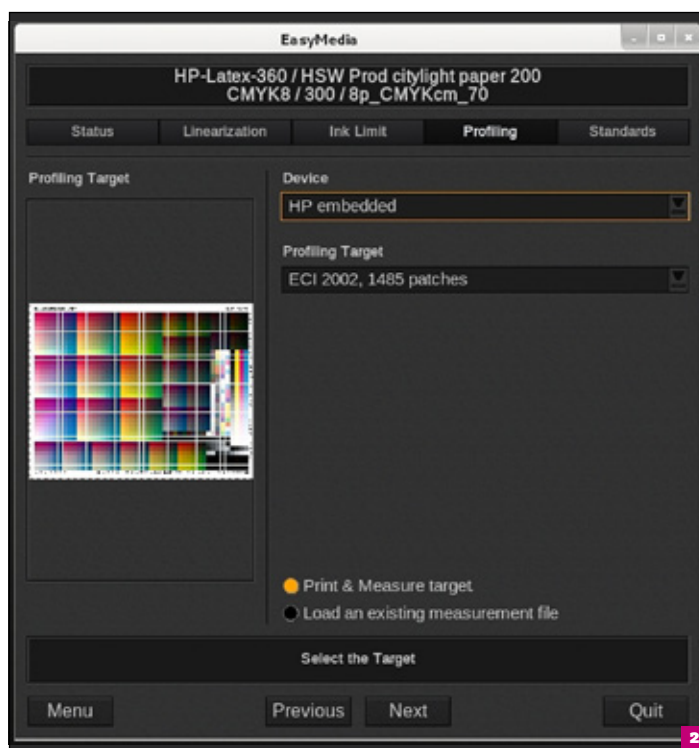 EasyMedia
HP-Latex-360 / HSW Prod citylight paper 200
CMYK8 / 300 / 8p_CMYKcm_70
Status Linearization Ink Limit Profiling Standards
Profiling Target
Device
HP embedded
Profiling Target
ECI 2002, 1485 patches
Print & Measure target
Load an existing measurement file
Select the Target
Menu Previous Next Quit
2